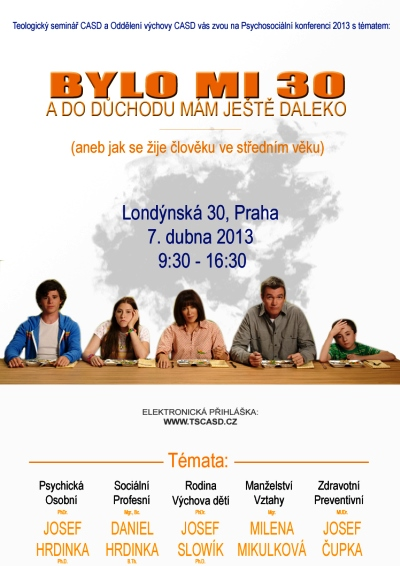 Teologický seminář CASD a Oddělení výchovy CASD vás zvou na Psychosociální konferenci 2013 s tématem:
BYLO MI 30
A DO DŮCHODU MÁM JEŠTĚ DALEKO
(aneb jak se žije člověku ve středním věku)
Londýnská 30, Praha
7. dubna 2013
9:30 - 16:30
ELEKTRONICKÁ PŘIHLÁŠKA:
WWW.TSCASD.CZ
Témata:
Psychická
Osobní
PhDr.
JOSEF
HRDINKA
Ph.D.
Sociální
Profesní
Mgr., Bc.
DANIEL
HRDINKA
B.Th.
Rodina
Výchova dětí
PhDr.
JOSEF
SLOWÍK
Ph.D.
Manželství
Vztahy
Mgr.
MILENA
MIKULKOVÁ
Zdravotní
Preventivní
MUDr.
JOSEF
ČUPKA